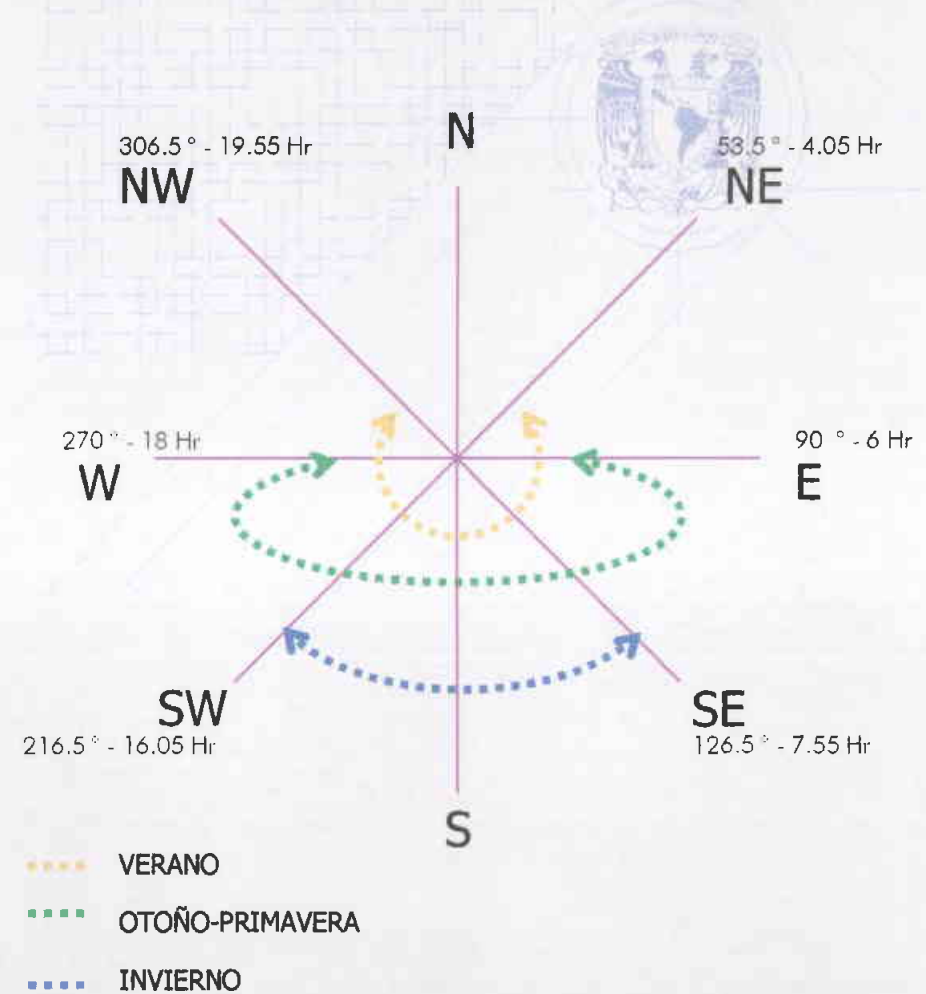 N
306.5 ° - 19.55 Hr
NW
53.5 ° - 4.05 Hr
NE
270 ° - 18 Hr
W
90 ° - 6 Hr
E
SW
216.5 ° - 16.05 Hr
SE
126.5 ° - 7.55 Hr
S
VERANO
OTOÑO-PRIMAVERA
INVIERNO